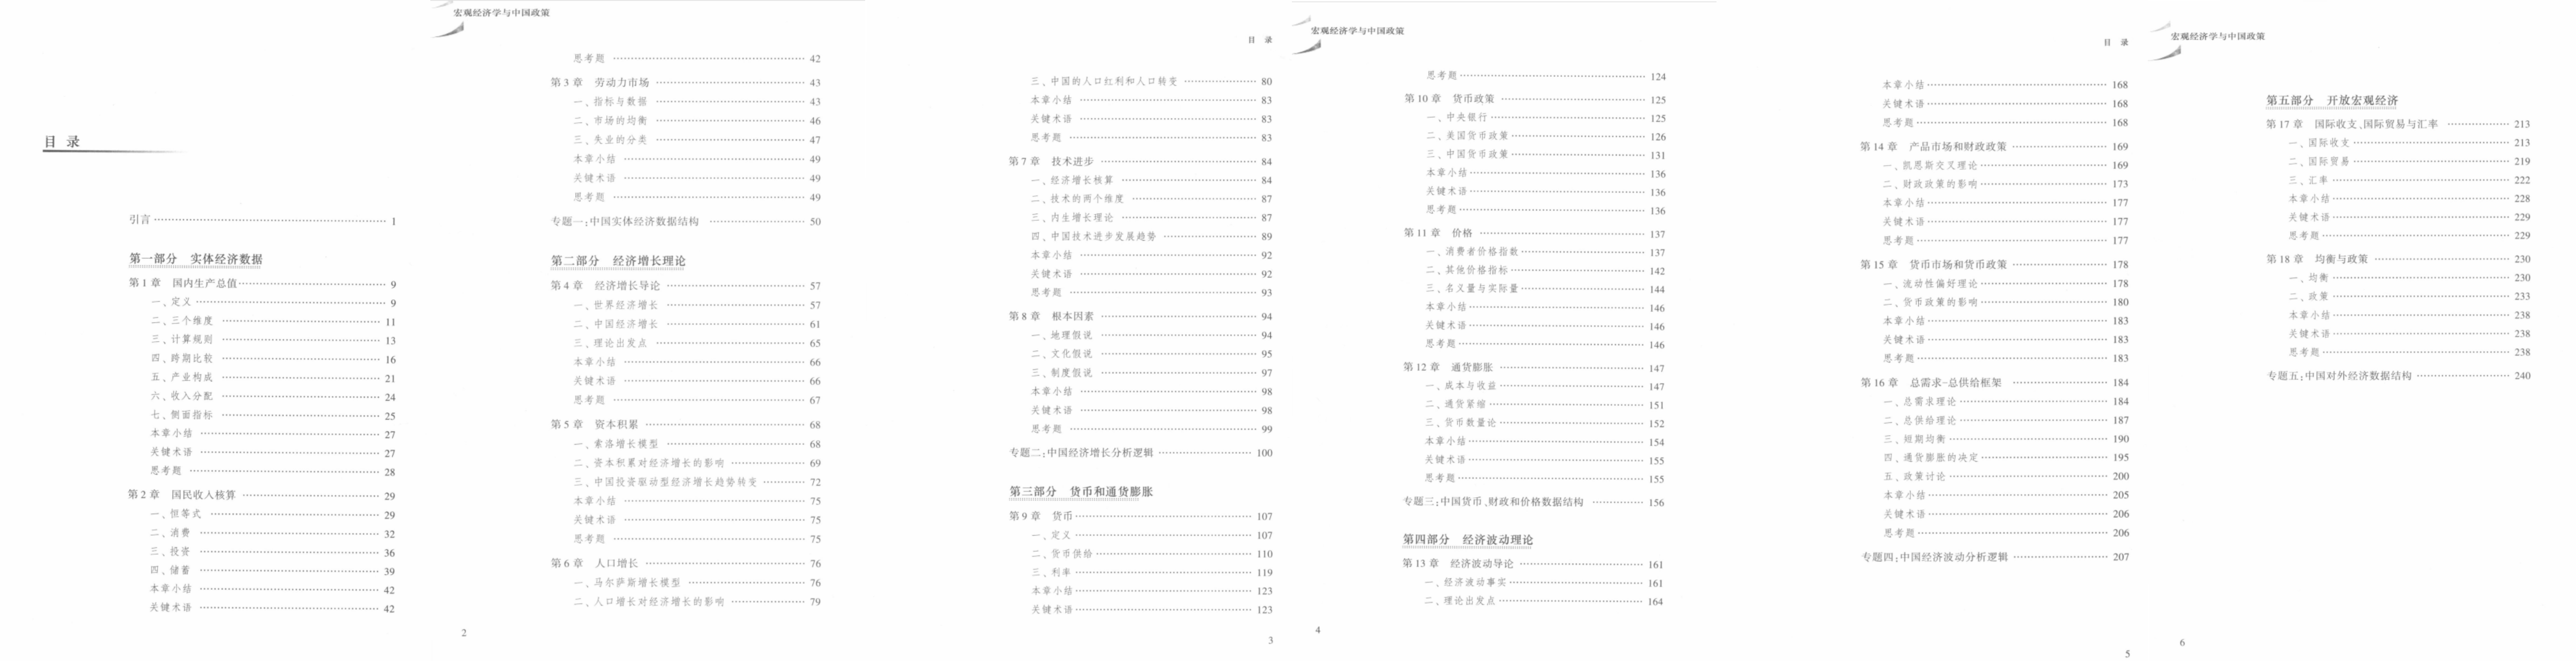 目 录
引言 1
第一部分 实体经济数据
第1章 国内生产总值 9
一、定义 9
二、三个维度 11
三、计算规则 13
四、跨期比较 16
五、产业构成 21
六、收入分配 24
七、侧面指标 25
本章小结 27
关键术语 27
思考题 28
第2章 国民收入核算 29
一、恒等式 29
二、消费 32
三、投资 36
四、储蓄 39
本章小结 42
关键术语 42
宏观经济学与中国政策
思考题 42
第3章 劳动力市场 43
一、指标与数据 43
二、市场的均衡 46
三、失业的分类 47
本章小结 49
关键术语 49
思考题 49
专题一:中国实体经济数据结构 50
第二部分 经济增长理论
第4章 经济增长导论 57
一、世界经济增长 57
二、中国经济增长 61
三、理论出发点 65
本章小结 66
关键术语 66
思考题 67
第5章 资本积累 68
一、索洛增长模型 68
二、资本积累对经济增长的影响 69
三、中国投资驱动型经济增长趋势转变 72
本章小结 75
关键术语 75
思考题 75
第6章 人口增长 76
一、马尔萨斯增长模型 76
二、人口增长对经济增长的影响 79
2
目 录
三、中国的人口红利和人口转变 80
本章小结 83
关键术语 83
思考题 83
第7章 技术进步 84
一、经济增长核算 84
二、技术的两个维度 87
三、内生增长理论 87
四、中国技术进步发展趋势 89
本章小结 92
关键术语 92
思考题 93
第8章 根本因素 94
一、地理假说 94
二、文化假说 95
三、制度假说 97
本章小结 98
关键术语 98
思考题 99
专题二:中国经济增长分析逻辑 100
第三部分 货币和通货膨胀
第9章 货币 107
一、定义 107
二、货币供给 110
三、利率 119
本章小结 123
关键术语 123
3
宏观经济学与中国政策
思考题 124
第10章 货币政策 125
一、中央银行 125
二、美国货币政策 126
三、中国货币政策 131
本章小结 136
关键术语 136
思考题 136
第11章 价格 137
一、消费者价格指数 137
二、其他价格指标 142
三、名义量与实际量 144
本章小结 146
关键术语 146
思考题 146
第12章 通货膨胀 147
一、成本与收益 147
二、通货紧缩 151
三、货币数量论 152
本章小结 154
关键术语 155
思考题 155
专题三:中国货币、财政和价格数据结构 156
第四部分 经济波动理论
第13章 经济波动导论 161
一、经济波动事实 161
二、理论出发点 164
4
目 录
本章小结 168
关键术语 168
思考题 168
第14章 产品市场和财政政策 169
一、凯恩斯交叉理论 169
二、财政政策的影响 173
本章小结 177
关键术语 177
思考题 177
第15章 货币市场和货币政策 178
一、流动性偏好理论 178
二、货币政策的影响 180
本章小结 183
关键术语 183
思考题 183
第16章 总需求-总供给框架 184
一、总需求理论 184
二、总供给理论 187
三、短期均衡 190
四、通货膨胀的决定 195
五、政策讨论 200
本章小结 205
关键术语 206
思考题 206
专题四:中国经济波动分析逻辑 207
5
宏观经济学与中国政策
第五部分 开放宏观经济
第17章 国际收支、国际贸易与汇率 213
一、国际收支 213
二、国际贸易 219
三、汇率 222
本章小结 228
关键术语 229
思考题 229
第18章 均衡与政策 230
一、均衡 230
二、政策 233
本章小结 238
关键术语 238
思考题 238
专题五:中国对外经济数据结构 240
6